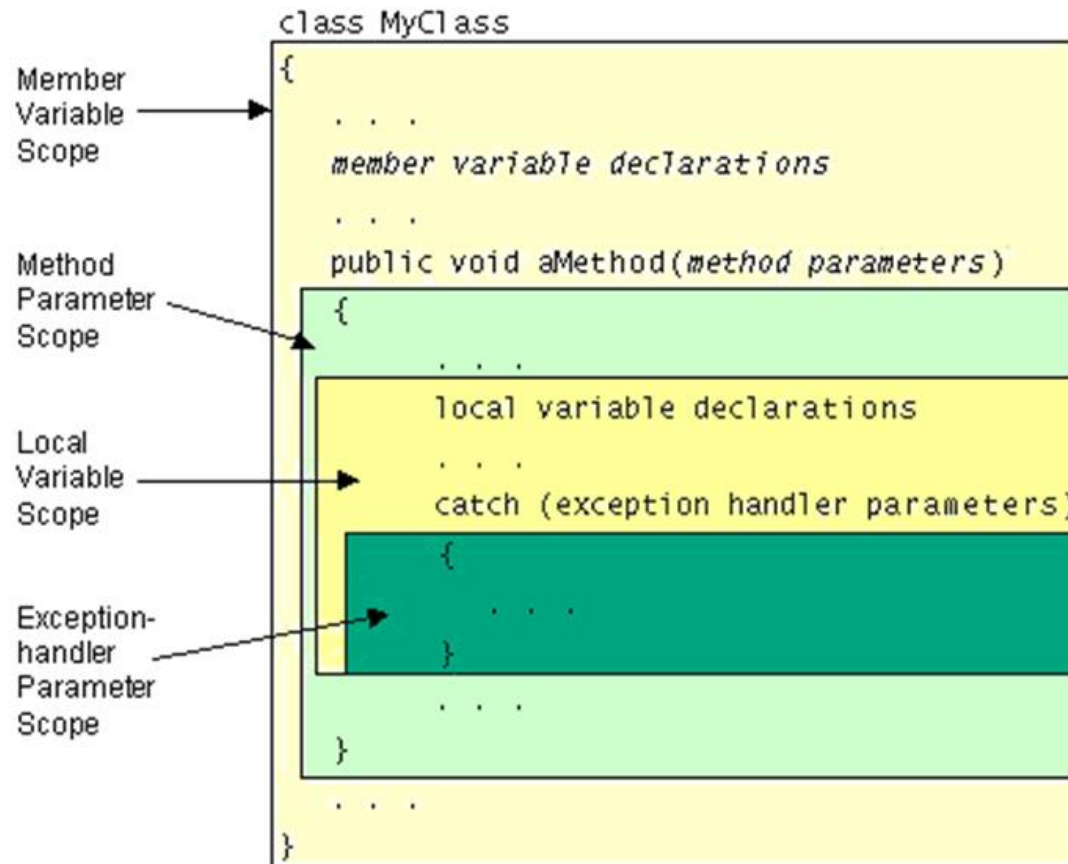 class MyClass
{
Member
Variable
Scope
. . .
member variable declarations
. . .
public void aMethod(method parameters)
Method
Parameter
Scope
{
. . .
local variable declarations
Local
Variable
Scope
. . .
catch (exception handler parameters)
{
. . .
}
Exception-
handler
Parameter
Scope
. . .
}
. . .
}